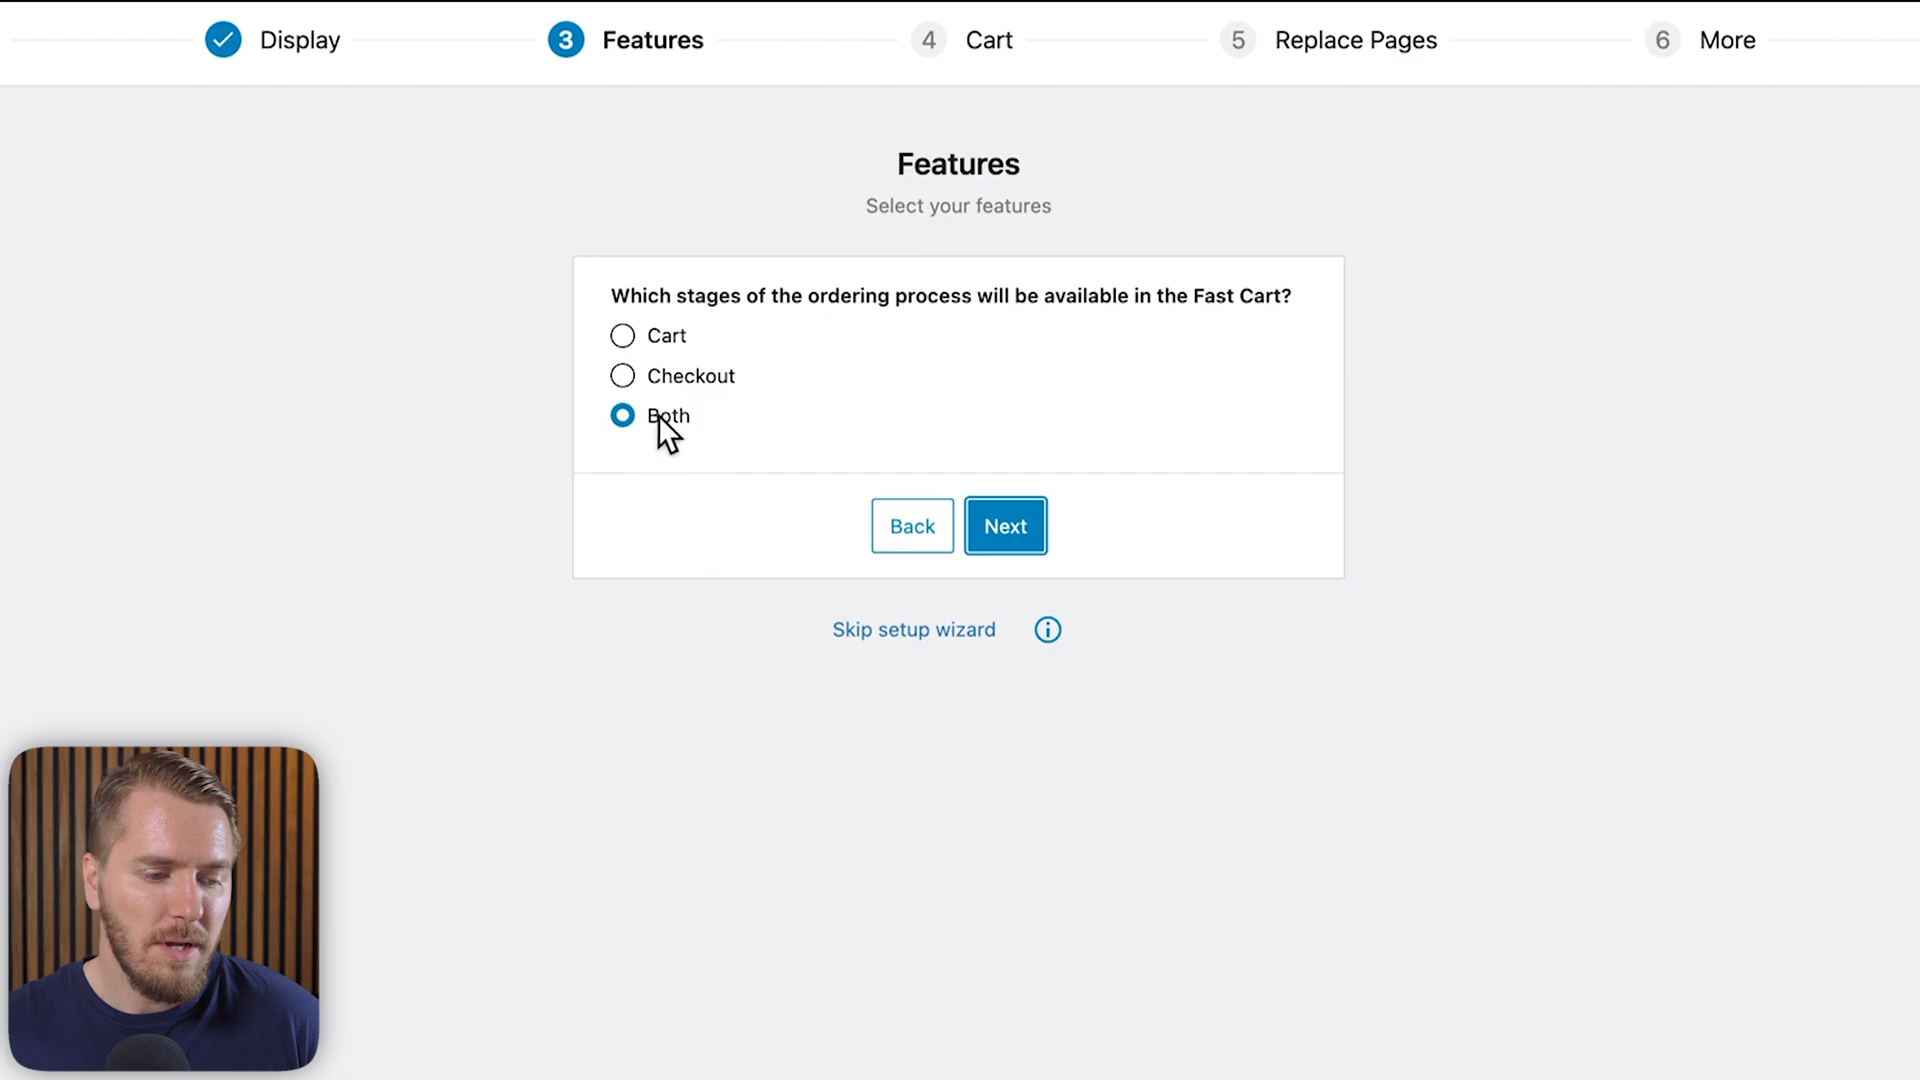 Display
3 Features
4 Cart
5 Replace Pages
6 More
Features
Select your features
Which stages of the ordering process will be available in the Fast Cart?
Cart
Checkout
Both
Back
Next
Skip setup wizard